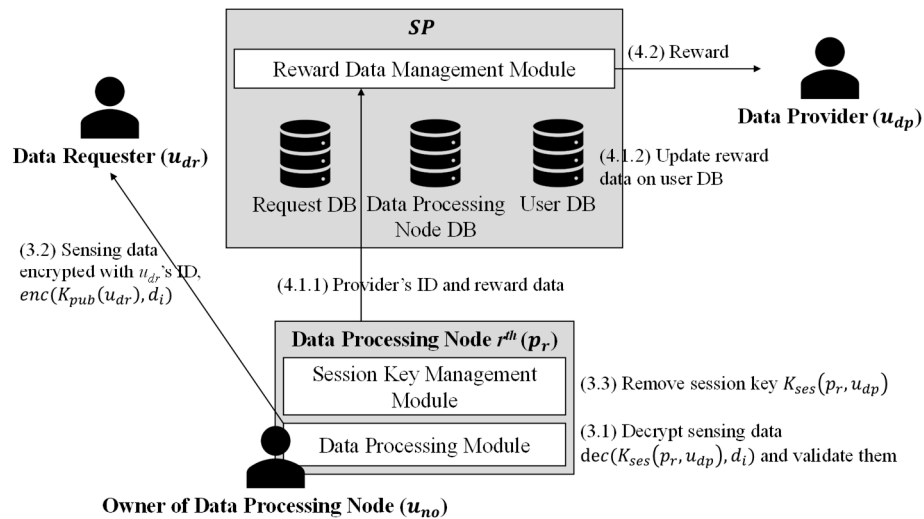 SP
Reward Data Management Module
(4.2) Reward
Data Provider (u_dp)
Data Requester (u_dr)
(4.1.2) Update reward
data on user DB
Request DB
Data Processing
Node DB
User DB
(3.2) Sensing data
encrypted with u_dr's ID,
enc(K_pub(u_dr), d_i)
(4.1.1) Provider's ID and reward data
Data Processing Node r^th (p_r)
Session Key Management
Module
(3.3) Remove session key K_ses(p_r, u_dp)
Data Processing Module
(3.1) Decrypt sensing data
dec(K_ses(p_r, u_dp), d_i) and validate them
Owner of Data Processing Node (u_no)